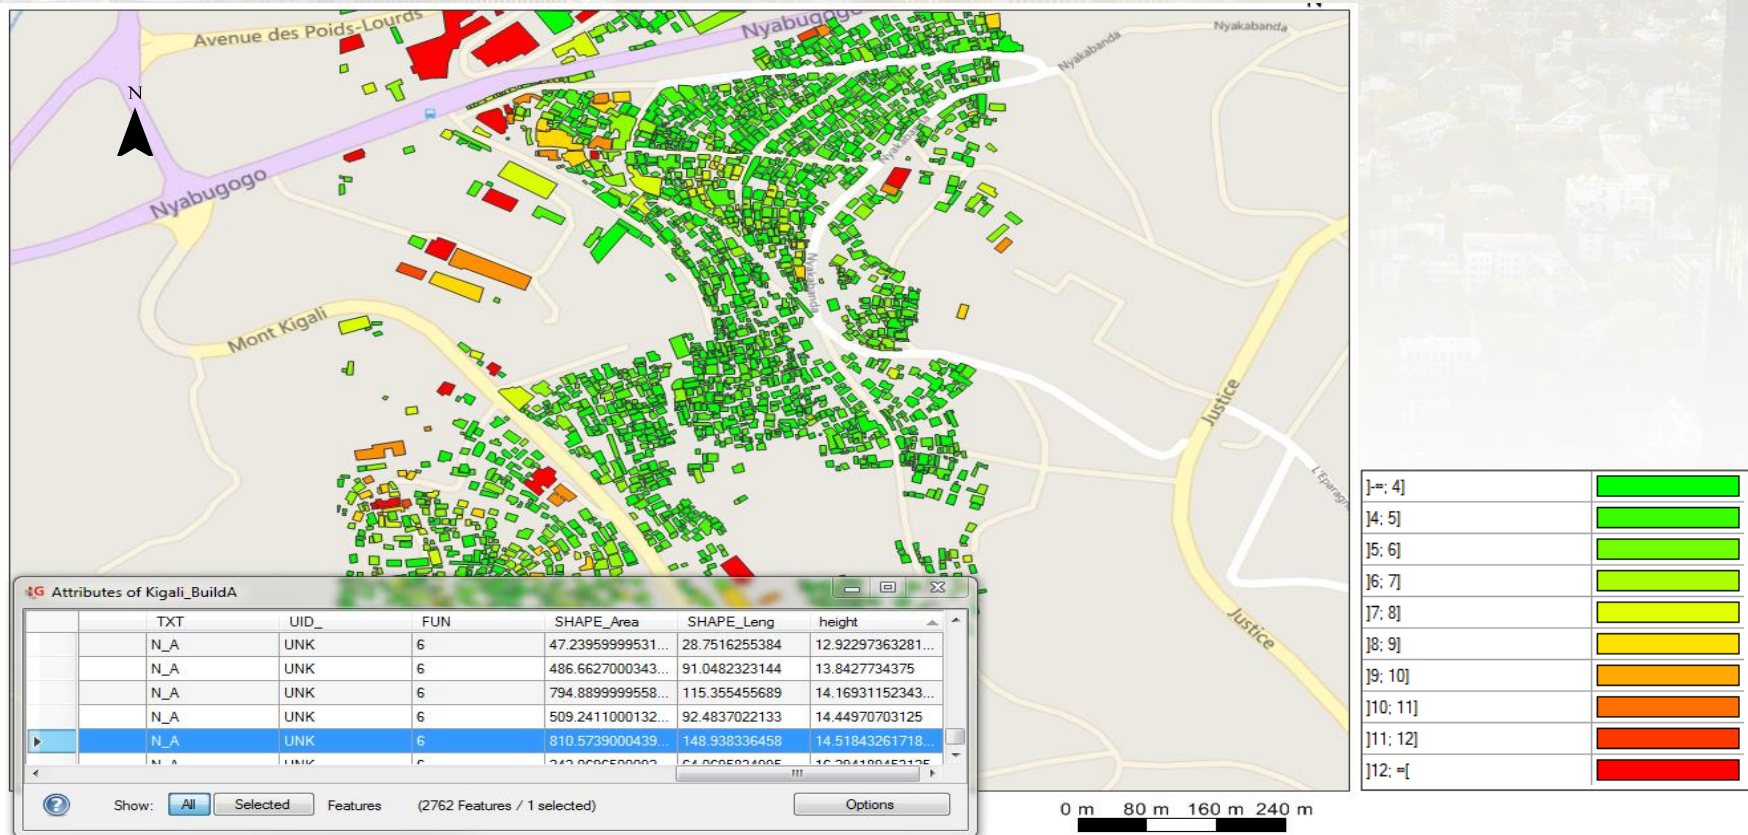 N
Avenue des Poids-Lourds
Nyabugogo
Nyakabanda
Nyakabanda
N
Nyakabanda
Nyabugogo
Nyakabanda
Mont Kigali
Justice
Justice
]-∞; 4]
]4; 5]
]5; 6]
]6; 7]
]7; 8]
]8; 9]
]9; 10]
]10; 11]
]11; 12]
]12; ∞[
Attributes of Kigali_BuildA
TXT UID_ FUN SHAPE_Area SHAPE_Leng height
N_A UNK 6 47.23959999531... 28.7516255384 12.92297363281...
N_A UNK 6 486.6627000343... 91.0482323144 13.8427734375
N_A UNK 6 794.8899999558... 115.355455689 14.16931152343...
N_A UNK 6 509.2411000132... 92.4837022133 14.44970703125
N_A UNK 6 810.5739000439... 148.938336458 14.51843261718...
N_A UNK 6
Show: All Selected Features (2762 Features / 1 selected) Options
0 m 80 m 160 m 240 m